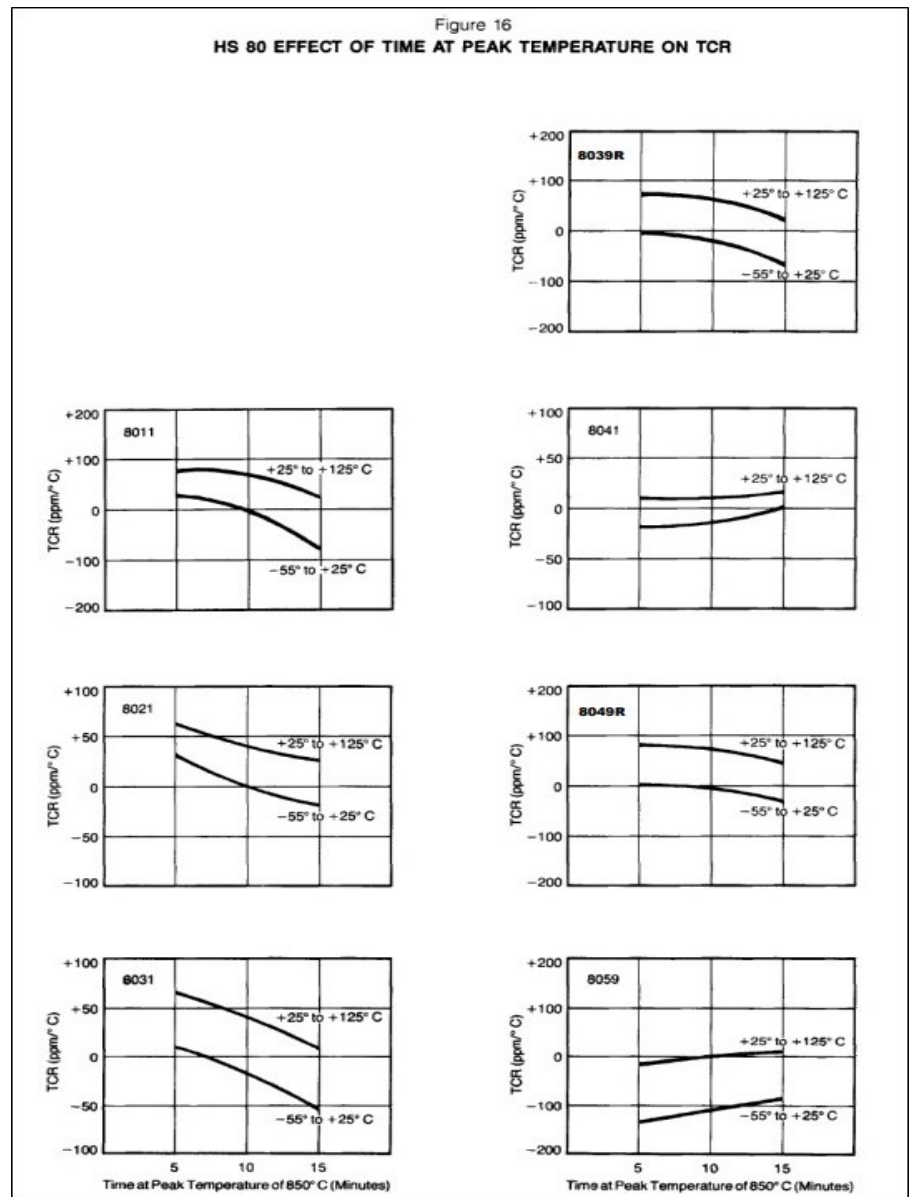 Figure 16
HS 80 EFFECT OF TIME AT PEAK TEMPERATURE ON TCR
8039R
TCR (ppm/° C)
+200
+100
0
−100
−200
+25° to +125° C
−55° to +25° C
8011
TCR (ppm/° C)
+200
+100
0
−100
−200
+25° to +125° C
−55° to +25° C
8041
TCR (ppm/° C)
+100
+50
0
−50
−100
+25° to +125° C
−55° to +25° C
8021
TCR (ppm/° C)
+100
+50
0
−50
−100
+25° to +125° C
−55° to +25° C
8049R
TCR (ppm/° C)
+200
+100
0
−100
−200
+25° to +125° C
−55° to +25° C
8031
TCR (ppm/° C)
+100
+50
0
−50
−100
+25° to +125° C
−55° to +25° C
5 10 15
Time at Peak Temperature of 850° C (Minutes)
8059
TCR (ppm/° C)
+200
+100
0
−100
−200
+25° to +125° C
−55° to +25° C
5 10 15
Time at Peak Temperature of 850° C (Minutes)